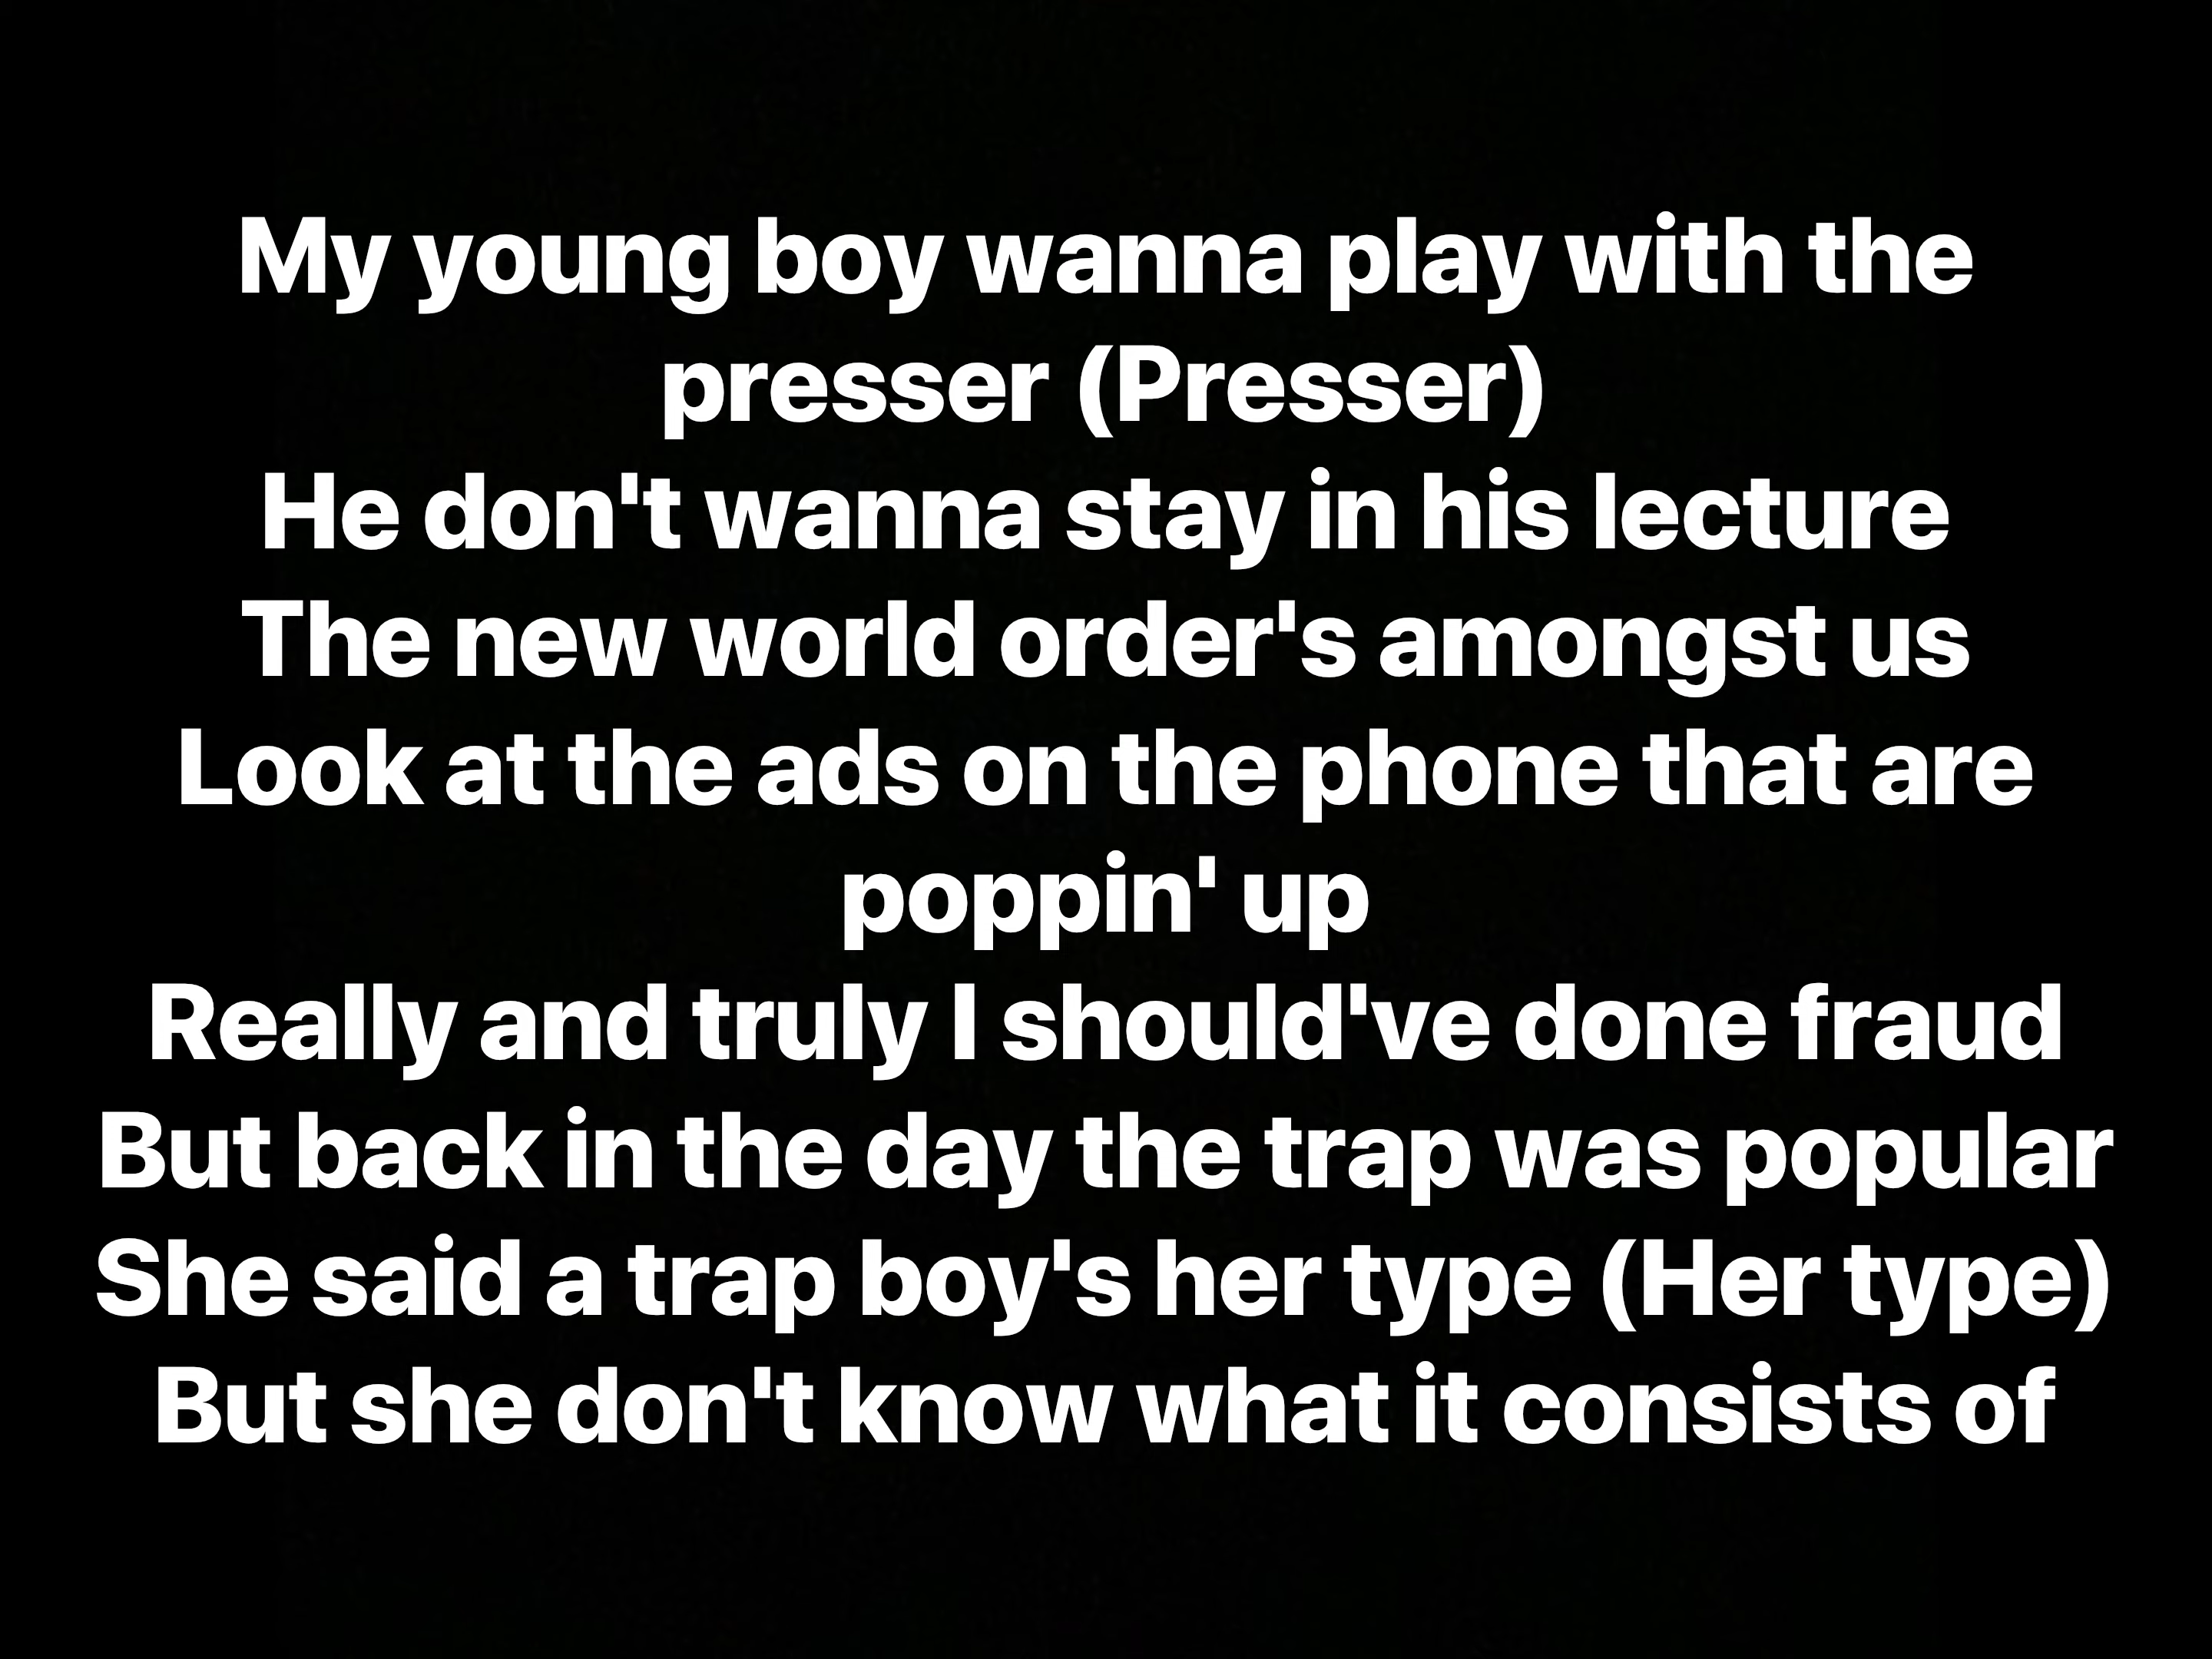 My young boy wanna play with the
presser (Presser)
He don't wanna stay in his lecture
The new world order's amongst us
Look at the ads on the phone that are
poppin' up
Really and truly I should've done fraud
But back in the day the trap was popular
She said a trap boy's her type (Her type)
But she don't know what it consists of